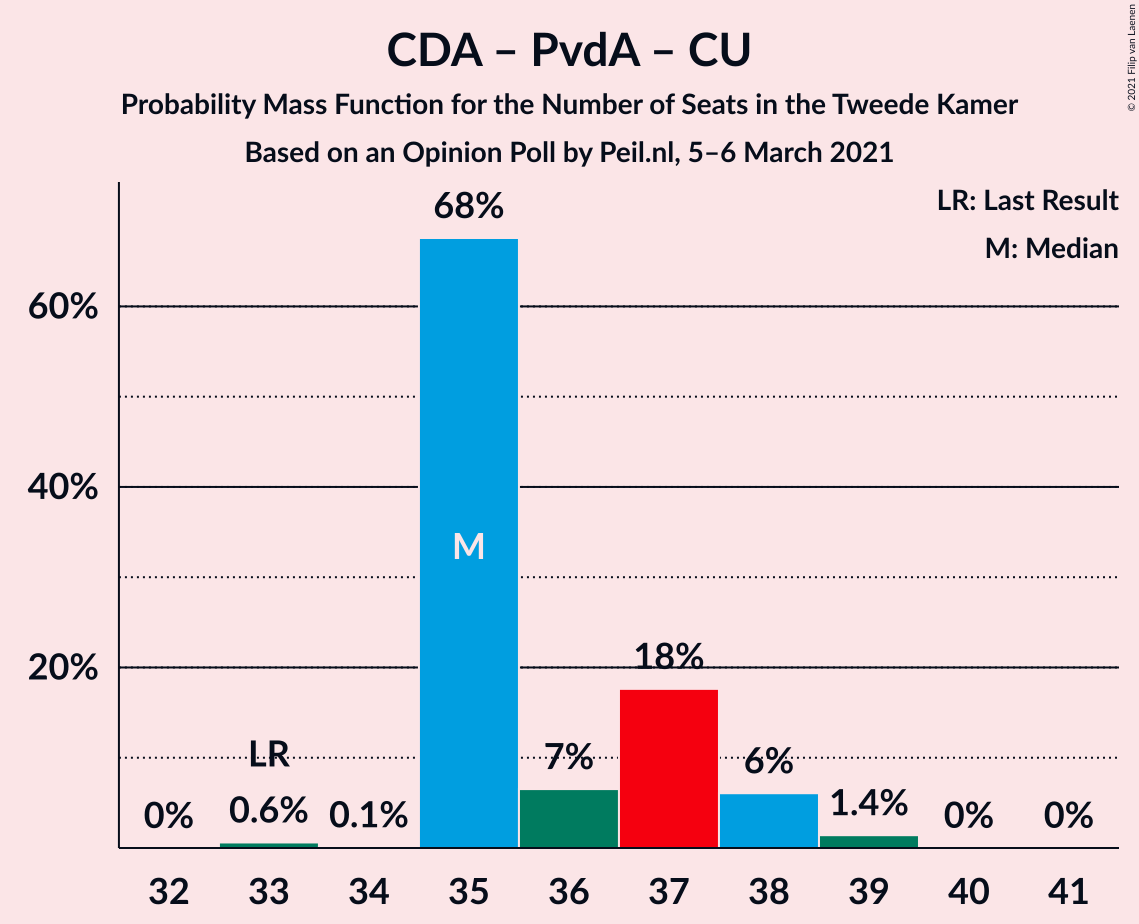 CDA – PvdA – CU
Probability Mass Function for the Number of Seats in the Tweede Kamer
Based on an Opinion Poll by Peil.nl, 5–6 March 2021
© 2021 Filip van Laenen
LR: Last Result
M: Median
68%
60%
40%
M
20%
18%
LR
7%
6%
0%
0.6%
0.1%
1.4%
0%
0%
32 33 34 35 36 37 38 39 40 41